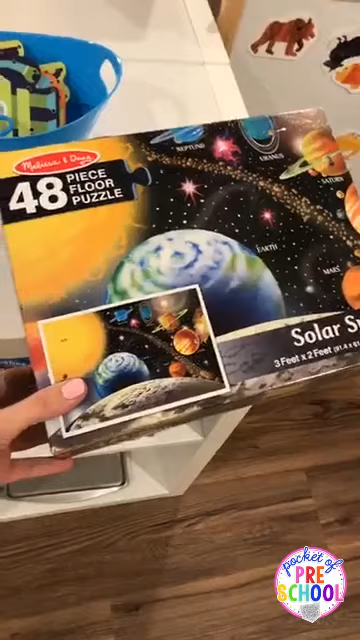 Melissa & Doug
48 PIECE
FLOOR
PUZZLE
NEPTUNE
URANUS
SATURN
EARTH
MARS
Solar
3 Feet x 2 Feet
pocket of
PRE
SCHOOL